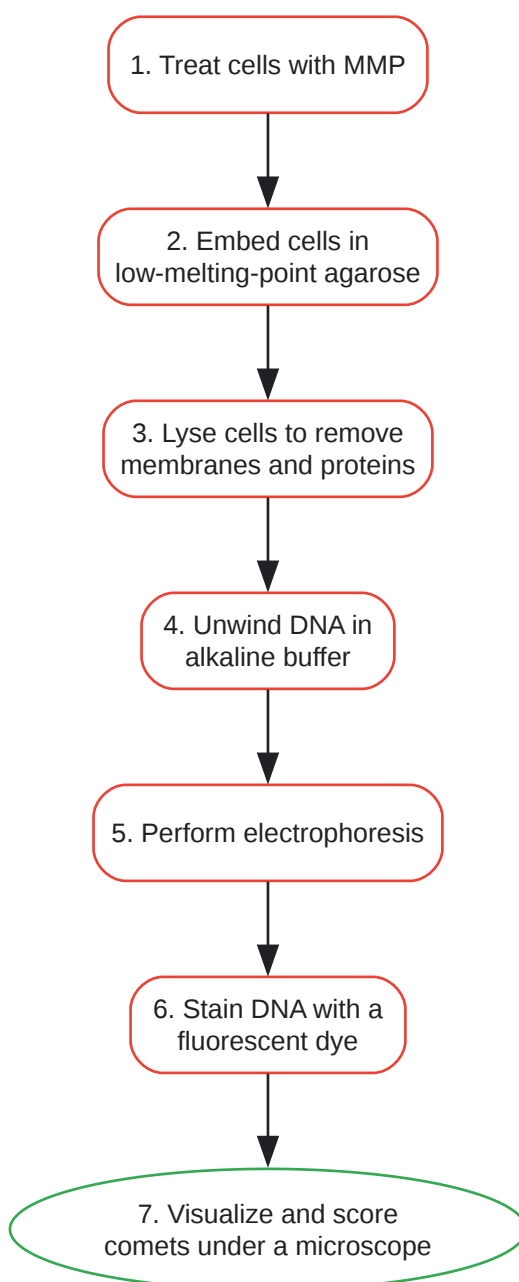 1. Treat cells with MMP
2. Embed cells in
low-melting-point agarose
3. Lyse cells to remove
membranes and proteins
4. Unwind DNA in
alkaline buffer
5. Perform electrophoresis
6. Stain DNA with a
fluorescent dye
7. Visualize and score
comets under a microscope